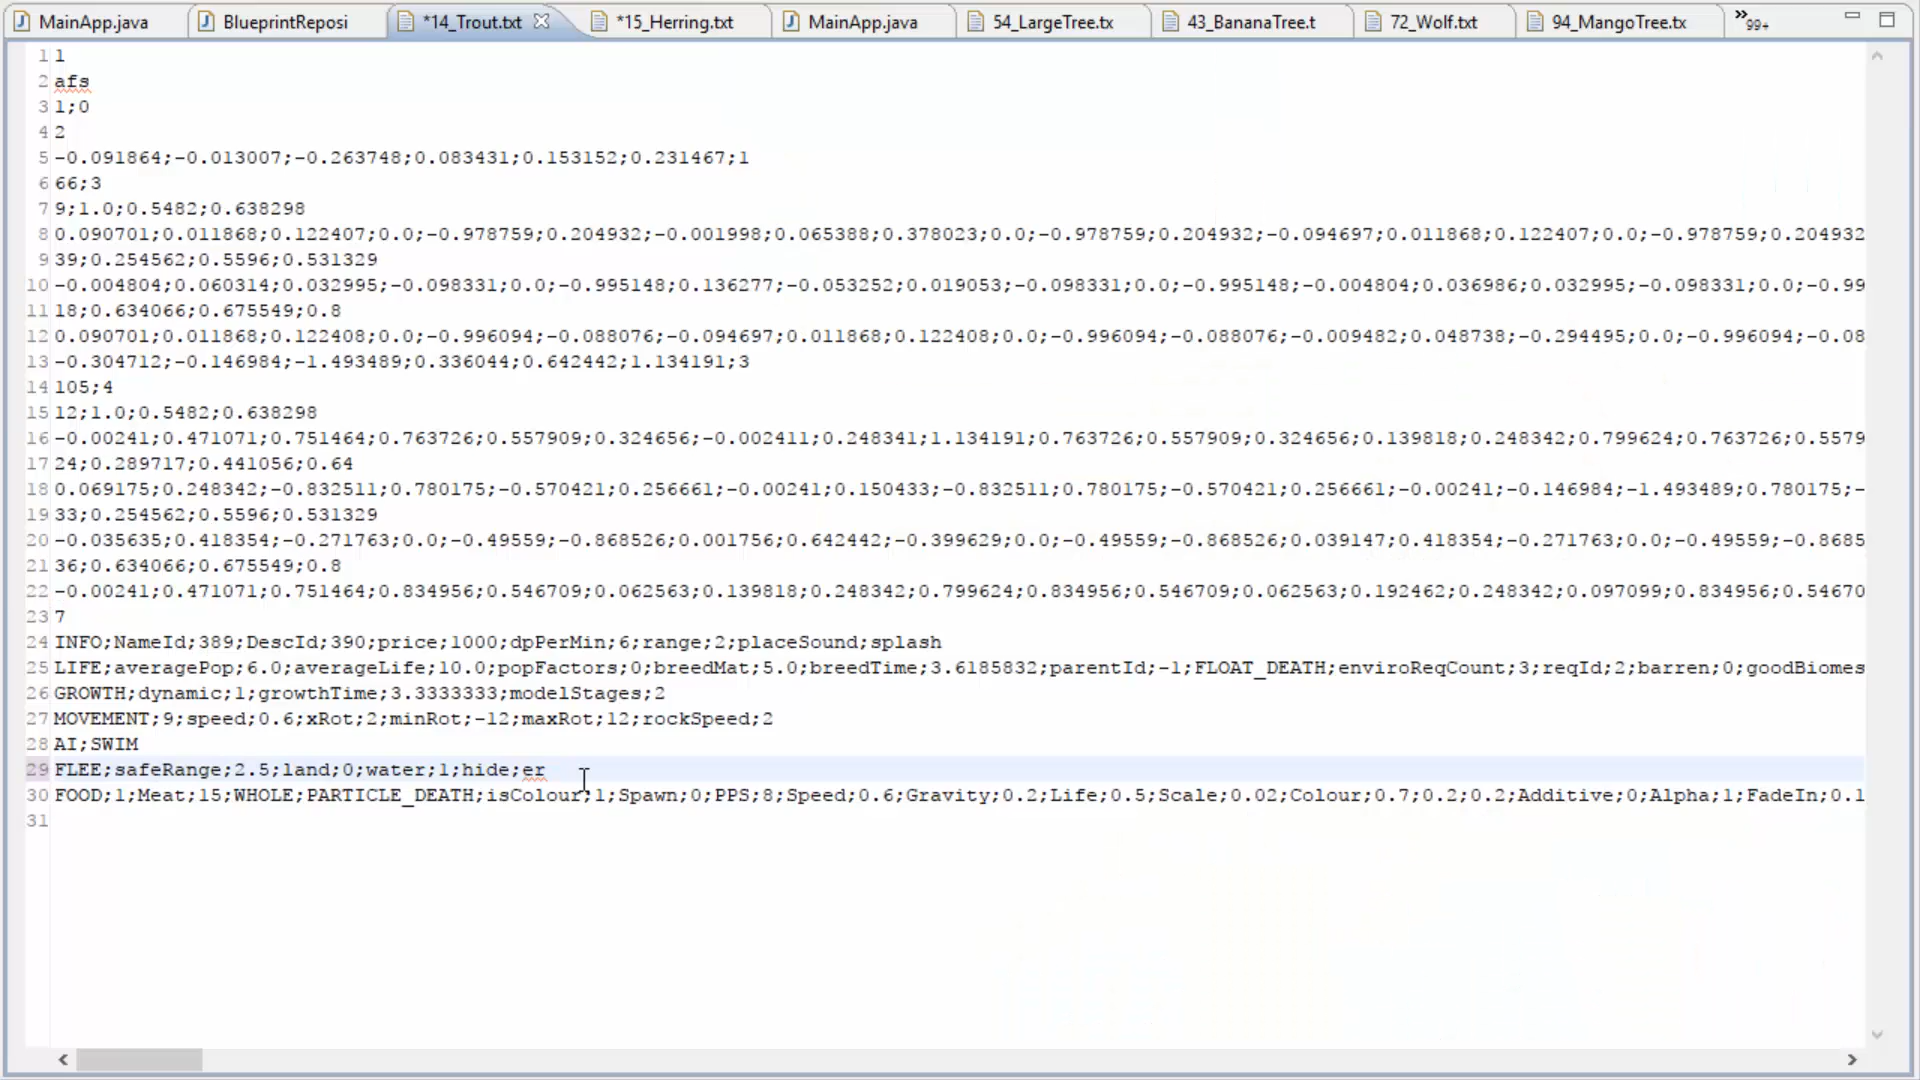 MainApp.java
BlueprintReposi
*14_Trout.txt
*15_Herring.txt
MainApp.java
54_LargeTree.tx
43_BananaTree.t
72_Wolf.txt
94_MangoTree.tx
»99+
1 1
2 afs
3 1;0
4 2
5 -0.091864;-0.013007;-0.263748;0.083431;0.153152;0.231467;1
6 66;3
7 9;1.0;0.5482;0.638298
8 0.090701;0.011868;0.122407;0.0;-0.978759;0.204932;-0.001998;0.065388;0.378023;0.0;-0.978759;0.204932;-0.094697;0.011868;0.122407;0.0;-0.978759;0.204932
9 39;0.254562;0.5596;0.531329
10 -0.004804;0.060314;0.032995;-0.098331;0.0;-0.995148;0.136277;-0.053252;0.019053;-0.098331;0.0;-0.995148;-0.004804;0.036986;0.032995;-0.098331;0.0;-0.99
11 18;0.634066;0.675549;0.8
12 0.090701;0.011868;0.122408;0.0;-0.996094;-0.088076;-0.094697;0.011868;0.122408;0.0;-0.996094;-0.088076;-0.009482;0.048738;-0.294495;0.0;-0.996094;-0.08
13 -0.304712;-0.146984;-1.493489;0.336044;0.642442;1.134191;3
14 105;4
15 12;1.0;0.5482;0.638298
16 -0.00241;0.471071;0.751464;0.763726;0.557909;0.324656;-0.002411;0.248341;1.134191;0.763726;0.557909;0.324656;0.139818;0.248342;0.799624;0.763726;0.5579
17 24;0.289717;0.441056;0.64
18 0.069175;0.248342;-0.832511;0.780175;-0.570421;0.256661;-0.00241;0.150433;-0.832511;0.780175;-0.570421;0.256661;-0.00241;-0.146984;-1.493489;0.780175;-
19 33;0.254562;0.5596;0.531329
20 -0.035635;0.418354;-0.271763;0.0;-0.49559;-0.868526;0.001756;0.642442;-0.399629;0.0;-0.49559;-0.868526;0.039147;0.418354;-0.271763;0.0;-0.49559;-0.8685
21 36;0.634066;0.675549;0.8
22 -0.00241;0.471071;0.751464;0.834956;0.546709;0.062563;0.139818;0.248342;0.799624;0.834956;0.546709;0.062563;0.192462;0.248342;0.097099;0.834956;0.54670
23 7
24 INFO;NameId;389;DescId;390;price;1000;dpPerMin;6;range;2;placeSound;splash
25 LIFE;averagePop;6.0;averageLife;10.0;popFactors;0;breedMat;5.0;breedTime;3.6185832;parentId;-1;FLOAT_DEATH;enviroReqCount;3;reqId;2;barren;0;goodBiomes
26 GROWTH;dynamic;1;growthTime;3.3333333;modelStages;2
27 MOVEMENT;9;speed;0.6;xRot;2;minRot;-12;maxRot;12;rockSpeed;2
28 AI;SWIM
29 FLEE;safeRange;2.5;land;0;water;1;hide;er
30 FOOD;1;Meat;15;WHOLE;PARTICLE_DEATH;isColour;1;Spawn;0;PPS;8;Speed;0.6;Gravity;0.2;Life;0.5;Scale;0.02;Colour;0.7;0.2;0.2;Additive;0;Alpha;1;FadeIn;0.1
31